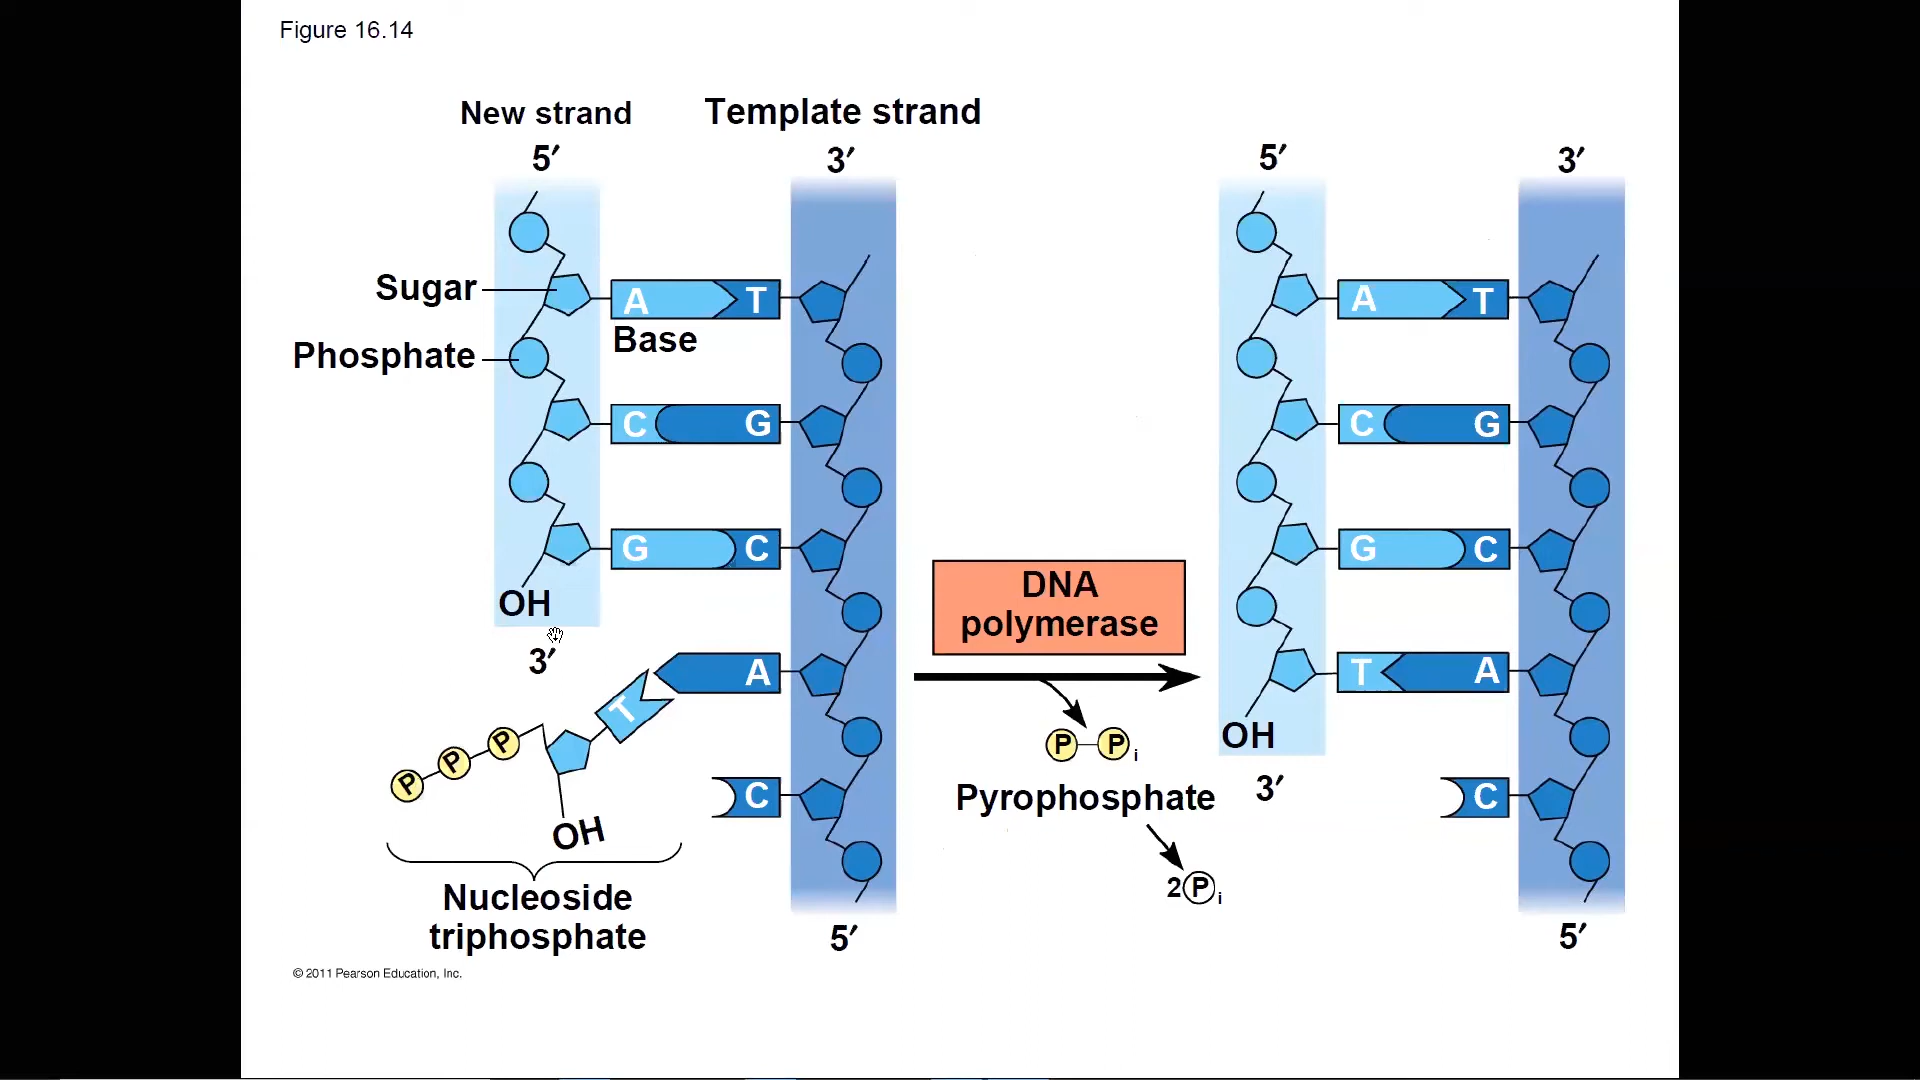 Figure 16.14
New strand
Template strand
5′
3′
5′
3′
Sugar
A
T
A
T
Base
Phosphate
C
G
C
G
G
C
G
C
OH
3′
DNA
polymerase
T
A
T
A
P
P
P
OH
P
P
i
OH
3′
C
C
Pyrophosphate
OH
2 P i
Nucleoside
triphosphate
5′
5′
© 2011 Pearson Education, Inc.